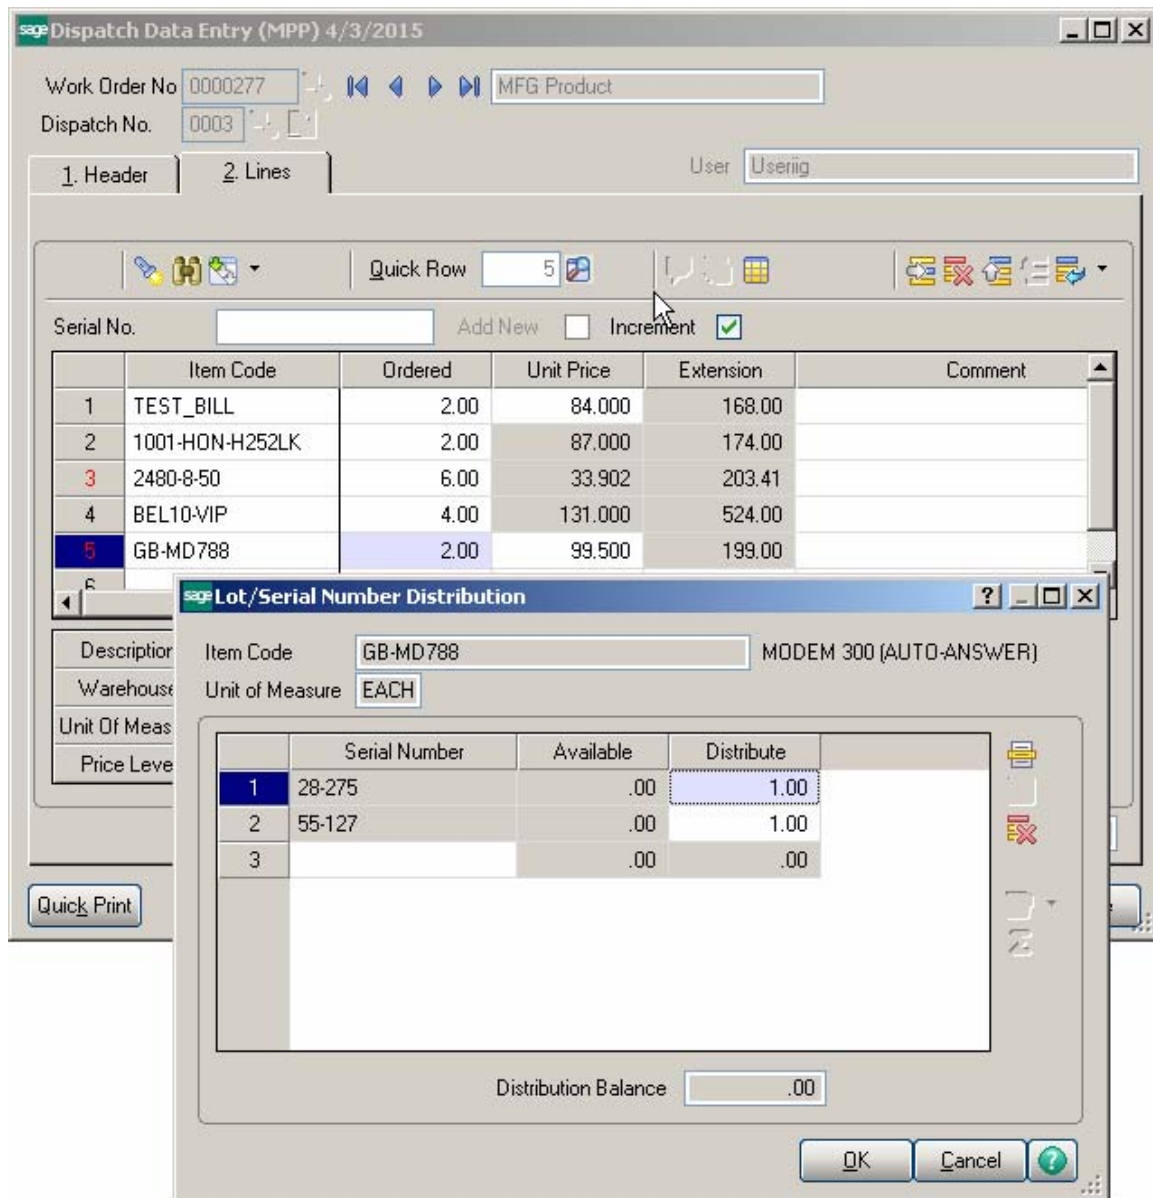 sage Dispatch Data Entry (MPP) 4/3/2015
Work Order No 0000277 MFG Product
Dispatch No. 0003
1. Header 2. Lines User Useriig
Quick Row 5
Serial No. Add New Increment
Item Code Ordered Unit Price Extension Comment
1 TEST_BILL 2.00 84.000 168.00
2 1001-HON-H252LK 2.00 87.000 174.00
3 2480-8-50 6.00 33.902 203.41
4 BEL10-VIP 4.00 131.000 524.00
5 GB-MD788 2.00 99.500 199.00
6
sage Lot/Serial Number Distribution
Description
Item Code GB-MD788 MODEM 300 (AUTO-ANSWER)
Warehouse
Unit of Measure EACH
Unit Of Meas
Price Leve
Serial Number Available Distribute
1 28-275 .00 1.00
2 55-127 .00 1.00
3 .00 .00
Quick Print
Distribution Balance .00
OK Cancel